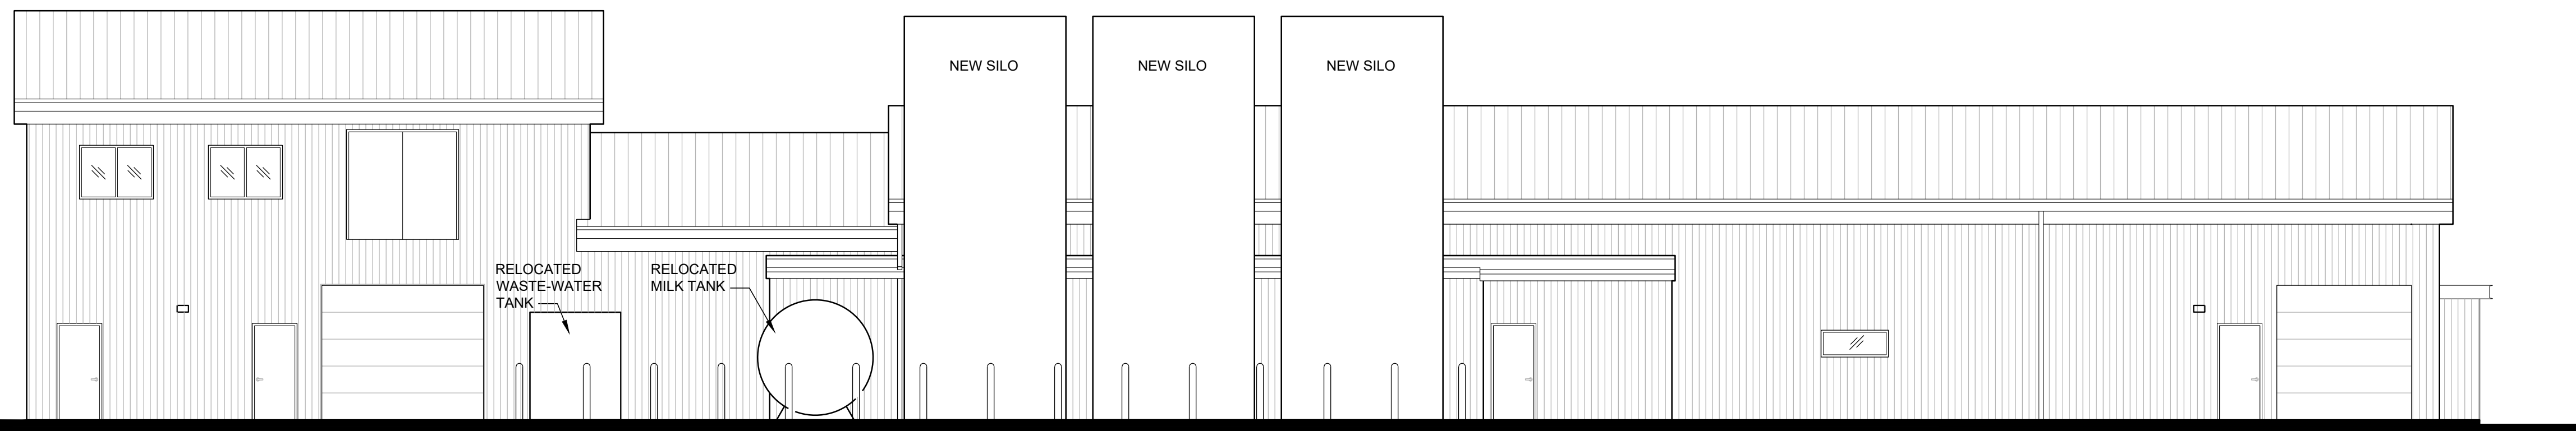 NEW SILO
NEW SILO
NEW SILO
RELOCATED
WASTE-WATER
TANK
RELOCATED
MILK TANK